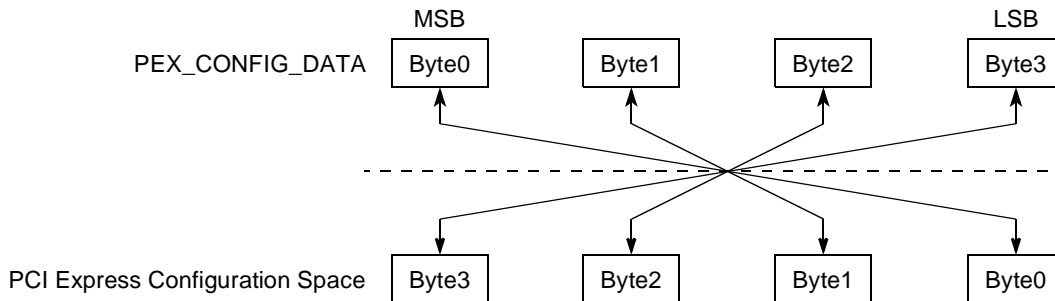 MSB LSB
PEX_CONFIG_DATA Byte0 Byte1 Byte2 Byte3
PCI Express Configuration Space Byte3 Byte2 Byte1 Byte0